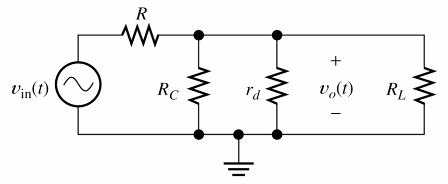 R
+
v_in(t)
R_C
r_d
v_o(t)
R_L
−